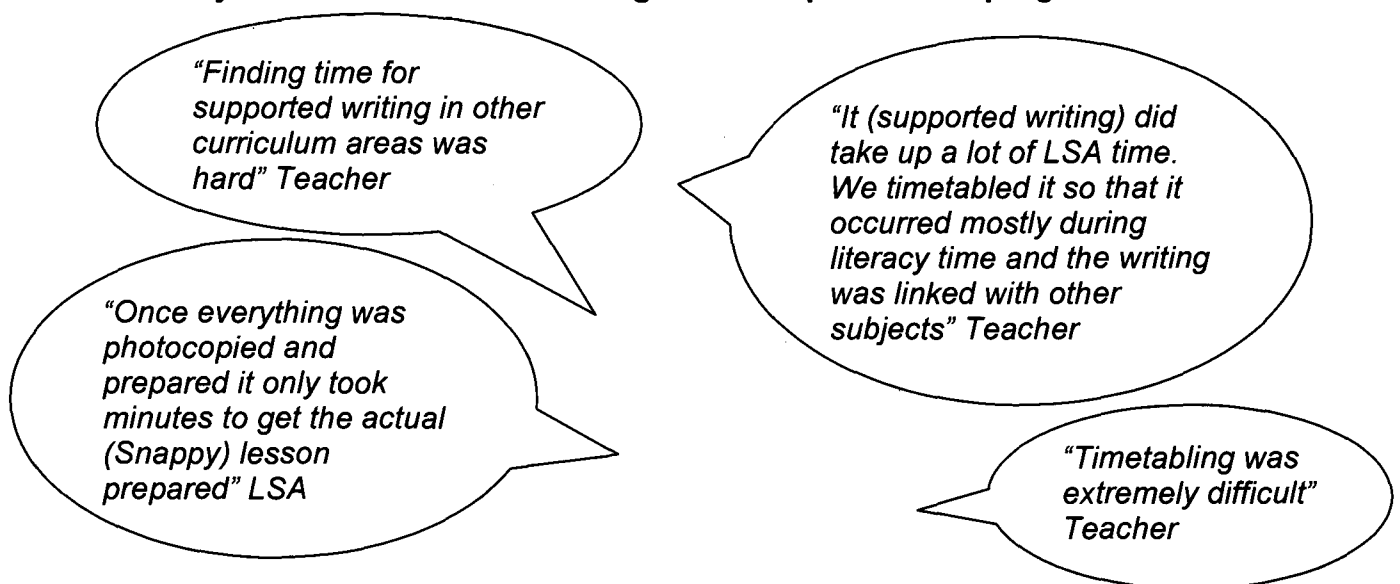 “Finding time for
supported writing in other
curriculum areas was
hard” Teacher
“It (supported writing) did
take up a lot of LSA time.
We timetabled it so that it
occurred mostly during
literacy time and the writing
was linked with other
subjects” Teacher
“Once everything was
photocopied and
prepared it only took
minutes to get the actual
(Snappy) lesson
prepared” LSA
“Timetabling was
extremely difficult”
Teacher